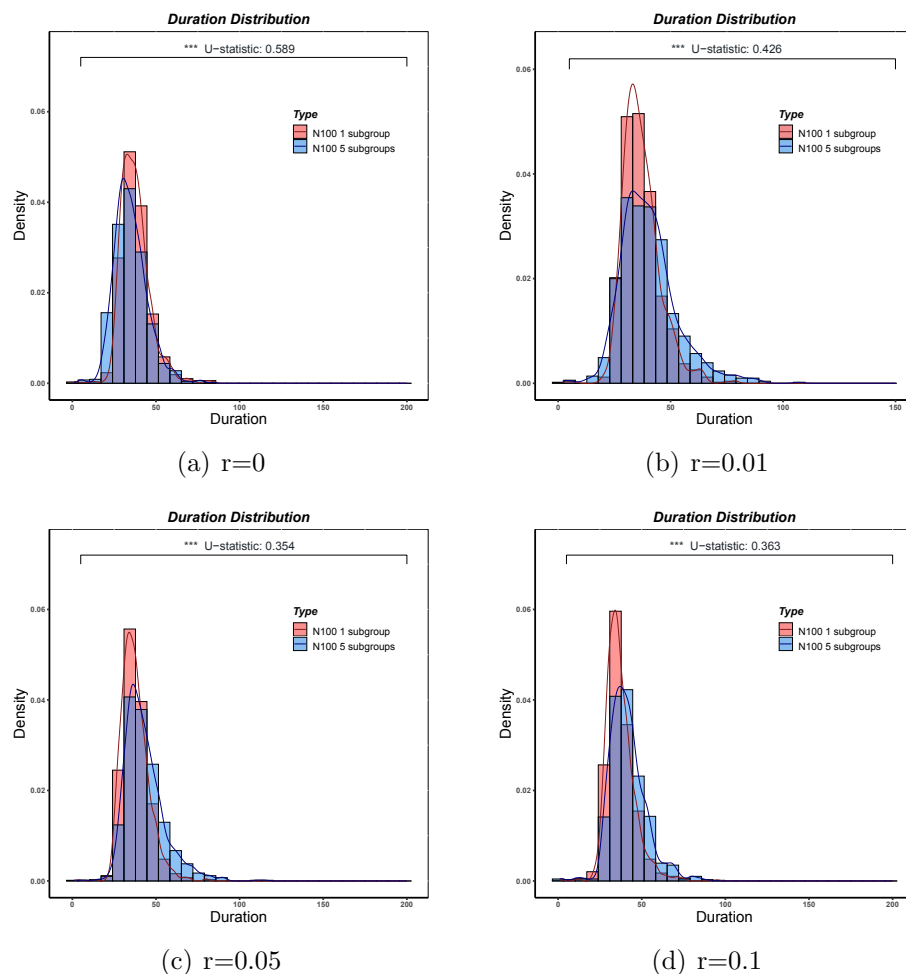 Duration Distribution
*** U−statistic: 0.589
Type
N100 1 subgroup
N100 5 subgroups
Density
0.06
0.04
0.02
0.00
0 50 100 150 200
Duration
(a) r=0
Duration Distribution
*** U−statistic: 0.426
Type
N100 1 subgroup
N100 5 subgroups
Density
0.06
0.04
0.02
0.00
0 50 100 150
Duration
(b) r=0.01
Duration Distribution
*** U−statistic: 0.354
Type
N100 1 subgroup
N100 5 subgroups
Density
0.06
0.04
0.02
0.00
0 50 100 150 200
Duration
(c) r=0.05
Duration Distribution
*** U−statistic: 0.363
Type
N100 1 subgroup
N100 5 subgroups
Density
0.06
0.04
0.02
0.00
0 50 100 150 200
Duration
(d) r=0.1